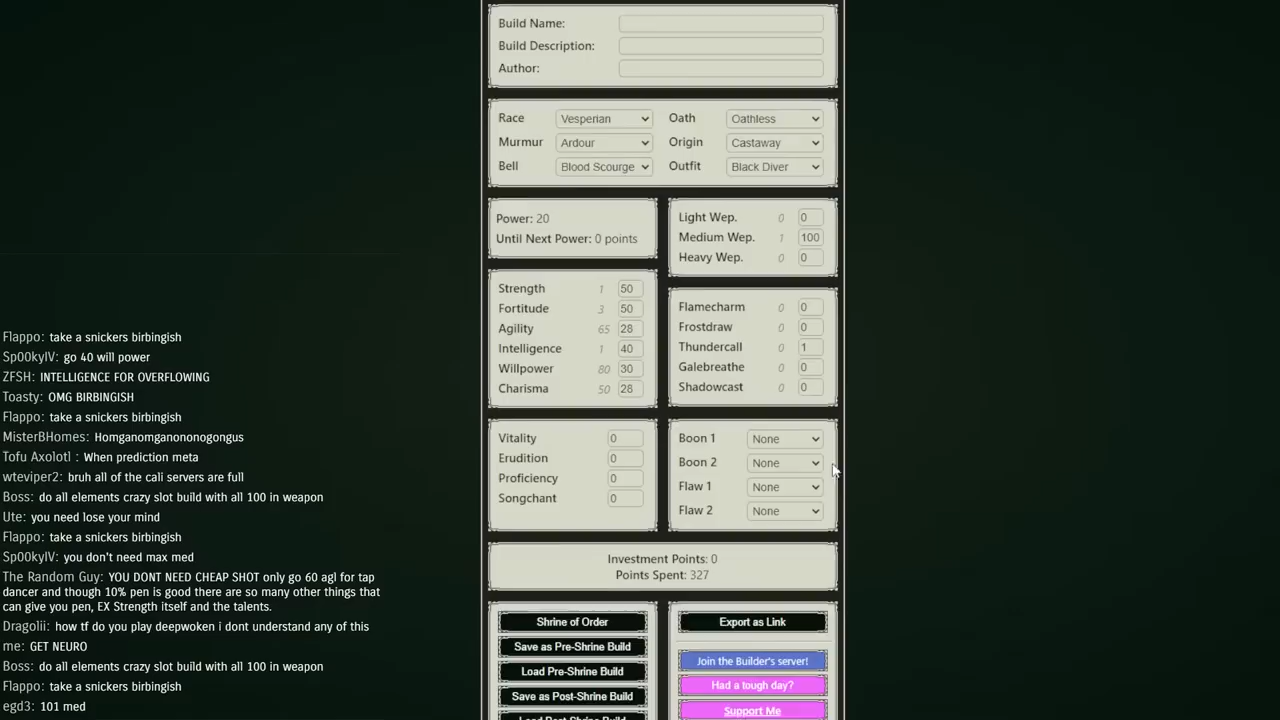 Build Name:
Build Description:
Author:
Race Vesperian Oath Oathless
Murmur Ardour Origin Castaway
Bell Blood Scourge Outfit Black Diver
Power: 20
Until Next Power: 0 points
Light Wep. 0 0
Medium Wep. 1 100
Heavy Wep. 0 0
Strength 1 50
Fortitude 3 50
Agility 65 28
Intelligence 1 40
Willpower 80 30
Charisma 50 28
Flamecharm 0 0
Frostdraw 0 0
Thundercall 0 1
Galebreathe 0 0
Shadowcast 0 0
Vitality 0
Erudition 0
Proficiency 0
Songchant 0
Boon 1 None
Boon 2 None
Flaw 1 None
Flaw 2 None
Investment Points: 0
Points Spent: 327
Shrine of Order
Save as Pre-Shrine Build
Load Pre-Shrine Build
Save as Post-Shrine Build
Load Post-Shrine Build
Export as Link
Join the Builder's server!
Had a tough day?
Support Me
Flappo: take a snickers birbingish
Sp00kyIV: go 40 will power
ZFSH: INTELLIGENCE FOR OVERFLOWING
Toasty: OMG BIRBINGISH
Flappo: take a snickers birbingish
MisterBHomes: Homganomganononogongus
Tofu Axolotl : When prediction meta
wteviper2: bruh all of the cali servers are full
Boss: do all elements crazy slot build with all 100 in weapon
Ute: you need lose your mind
Flappo: take a snickers birbingish
Sp00kyIV: you don't need max med
The Random Guy: YOU DONT NEED CHEAP SHOT only go 60 agl for tap
dancer and though 10% pen is good there are so many other things that
can give you pen, EX Strength itself and the talents.
Dragolii: how tf do you play deepwoken i dont understand any of this
me: GET NEURO
Boss: do all elements crazy slot build with all 100 in weapon
Flappo: take a snickers birbingish
egd3: 101 med